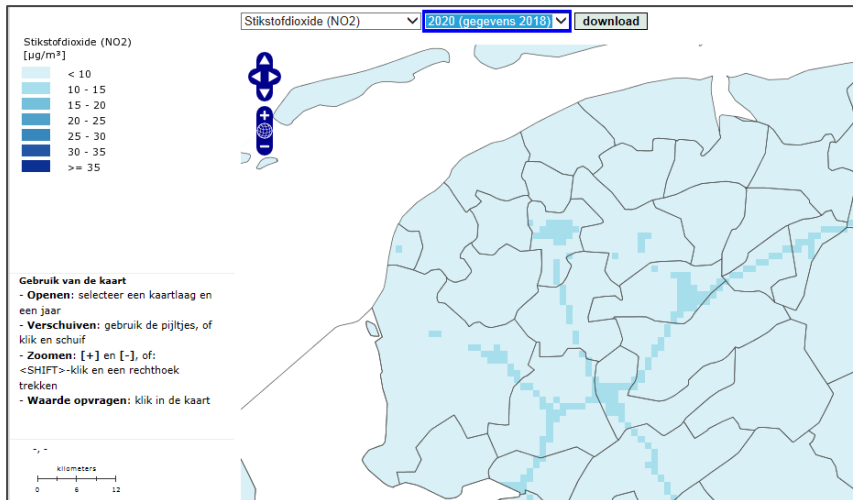 Stikstofdioxide (NO2) 2020 (gegevens 2018) download
Stikstofdioxide (NO2)
[µg/m³]
< 10
10 - 15
15 - 20
20 - 25
25 - 30
30 - 35
>= 35
Gebruik van de kaart
- Openen: selecteer een kaartlaag en
een jaar
- Verschuiven: gebruik de pijltjes, of
klik en schuif
- Zoomen: [+] en [-], of:
<SHIFT>-klik en een rechthoek
trekken
- Waarde opvragen: klik in de kaart
-, -
kilometers
0 6 12